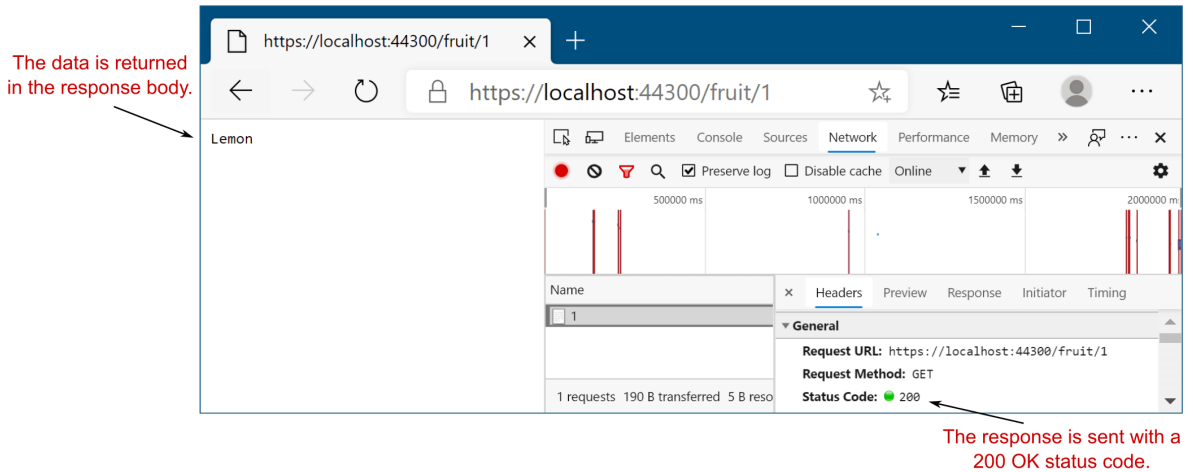 https://localhost:44300/fruit/1
The data is returned
in the response body.
https://localhost:44300/fruit/1
Lemon
Elements Console Sources Network Performance Memory
Preserve log Disable cache Online
500000 ms 1000000 ms 1500000 ms 2000000 m
Name
Headers Preview Response Initiator Timing
1
General
Request URL: https://localhost:44300/fruit/1
Request Method: GET
1 requests 190 B transferred 5 B reso
Status Code: 200
The response is sent with a
200 OK status code.